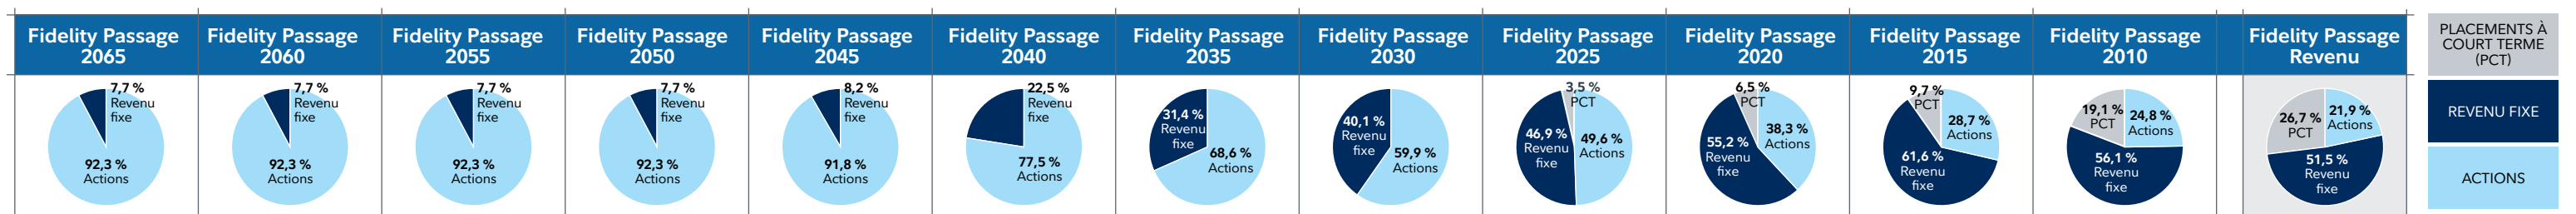 Fidelity Passage
2065
7,7 %
Revenu
fixe
92,3 %
Actions
Fidelity Passage
2060
7,7 %
Revenu
fixe
92,3 %
Actions
Fidelity Passage
2055
7,7 %
Revenu
fixe
92,3 %
Actions
Fidelity Passage
2050
7,7 %
Revenu
fixe
92,3 %
Actions
Fidelity Passage
2045
8,2 %
Revenu
fixe
91,8 %
Actions
Fidelity Passage
2040
22,5 %
Revenu
fixe
77,5 %
Actions
Fidelity Passage
2035
31,4 %
Revenu
fixe
68,6 %
Actions
Fidelity Passage
2030
40,1 %
Revenu
fixe
59,9 %
Actions
Fidelity Passage
2025
3,5 %
PCT
46,9 %
Revenu
fixe
49,6 %
Actions
Fidelity Passage
2020
6,5 %
PCT
38,3 %
Actions
55,2 %
Revenu
fixe
Fidelity Passage
2015
9,7 %
PCT
28,7 %
Actions
61,6 %
Revenu
fixe
Fidelity Passage
2010
19,1 %
PCT
24,8 %
Actions
56,1 %
Revenu
fixe
Fidelity Passage
Revenu
26,7 %
PCT
21,9 %
Actions
51,5 %
Revenu
fixe
PLACEMENTS À
COURT TERME
(PCT)
REVENU FIXE
ACTIONS